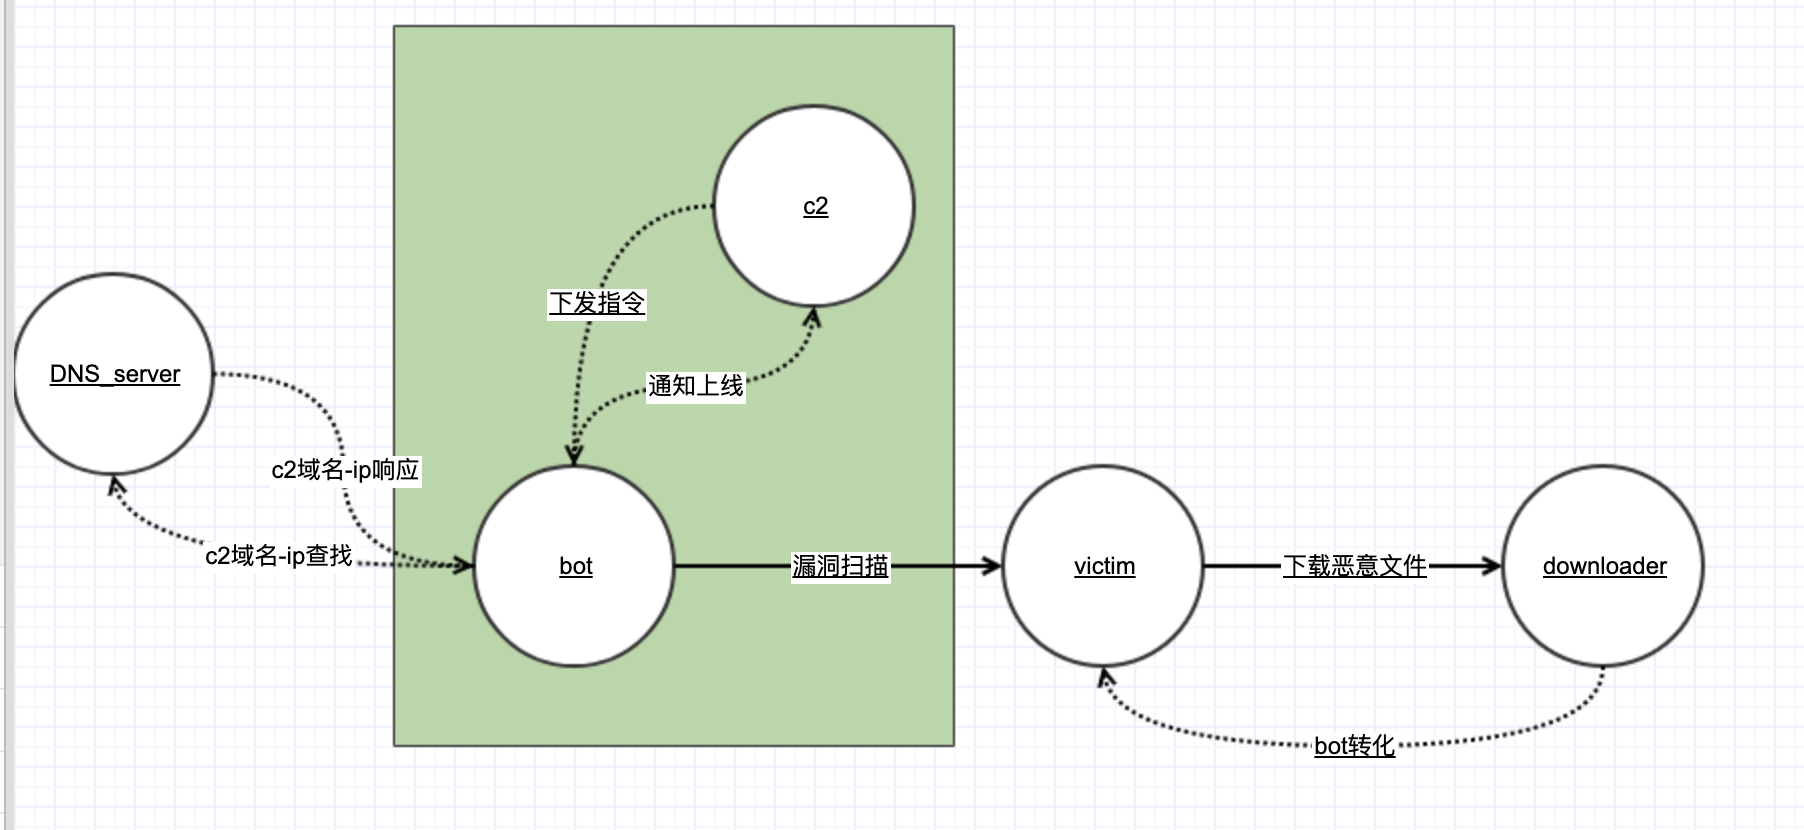 c2
下发指令
DNS_server
通知上线
c2域名-ip响应
c2域名-ip查找
bot
漏洞扫描
victim
下载恶意文件
downloader
bot转化